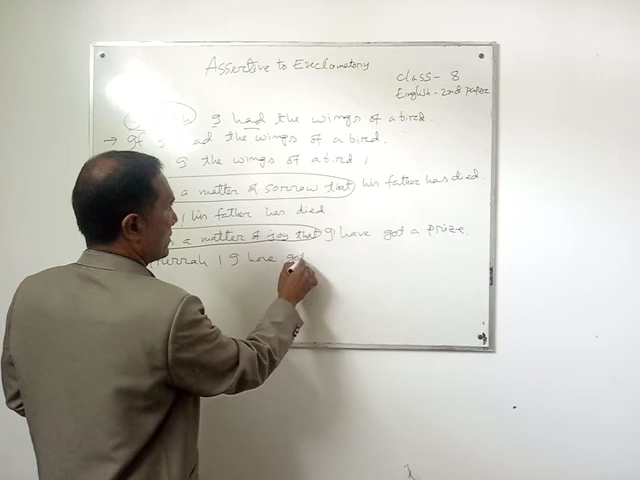 Assertive to Exclamatory
class - 8
English - 2nd paper
I had the wings of a bird.
→ If I had the wings of a bird.
the wings of a bird !
a matter of sorrow that his father has died.
! his father has died
a matter of joy that I have got a prize.
Hurrah ! I have got